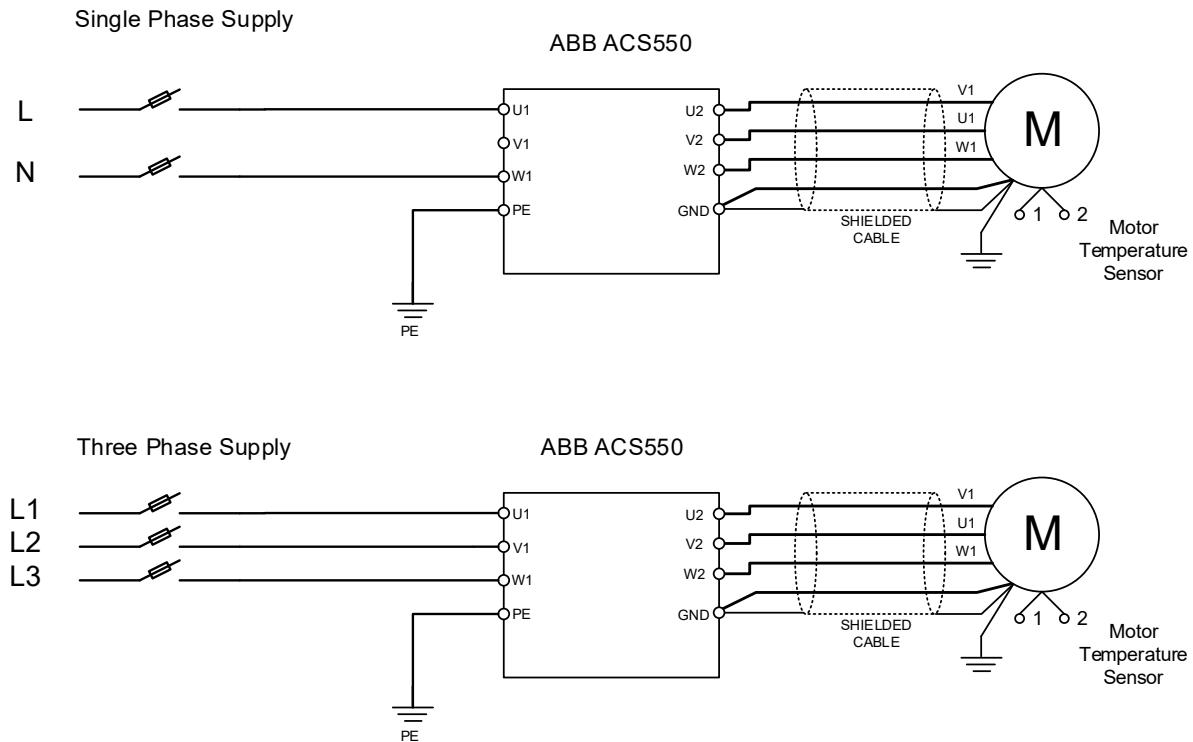 Single Phase Supply
ABB ACS550
L
N
U1
V1
W1
PE
U2
V2
W2
GND
V1
U1
W1
M
SHIELDED
CABLE
1
2
Motor
Temperature
Sensor
PE
Three Phase Supply
ABB ACS550
L1
L2
L3
U1
V1
W1
PE
U2
V2
W2
GND
V1
U1
W1
M
SHIELDED
CABLE
1
2
Motor
Temperature
Sensor
PE